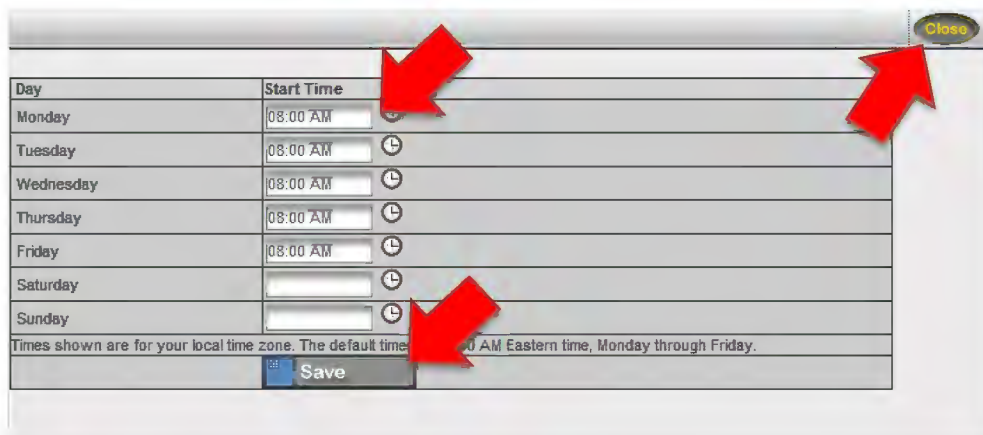 Close
Day Start Time
Monday 08:00 AM
Tuesday 08:00 AM
Wednesday 08:00 AM
Thursday 08:00 AM
Friday 08:00 AM
Saturday
Sunday
Times shown are for your local time zone. The default time 0 AM Eastern time, Monday through Friday.
Save